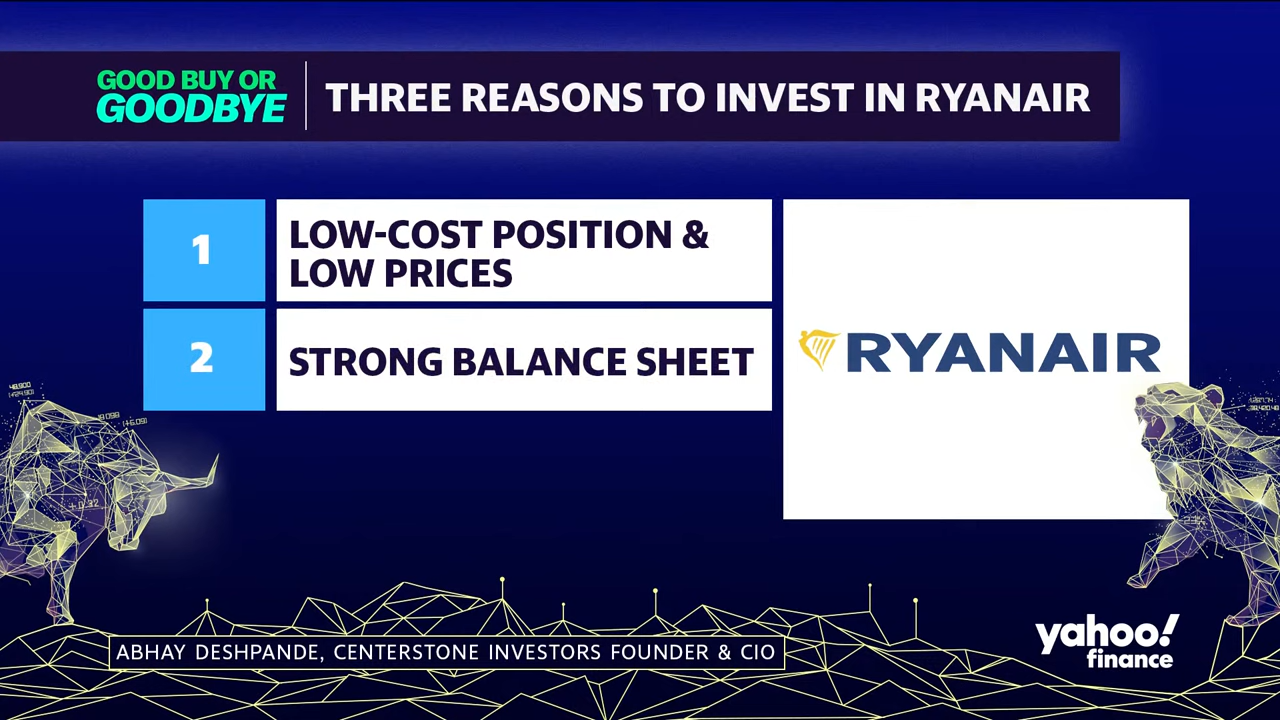 GOOD BUY OR
GOODBYE
THREE REASONS TO INVEST IN RYANAIR
1
LOW-COST POSITION &
LOW PRICES
2
STRONG BALANCE SHEET
RYANAIR
ABHAY DESHPANDE, CENTERSTONE INVESTORS FOUNDER & CIO
yahoo!
finance